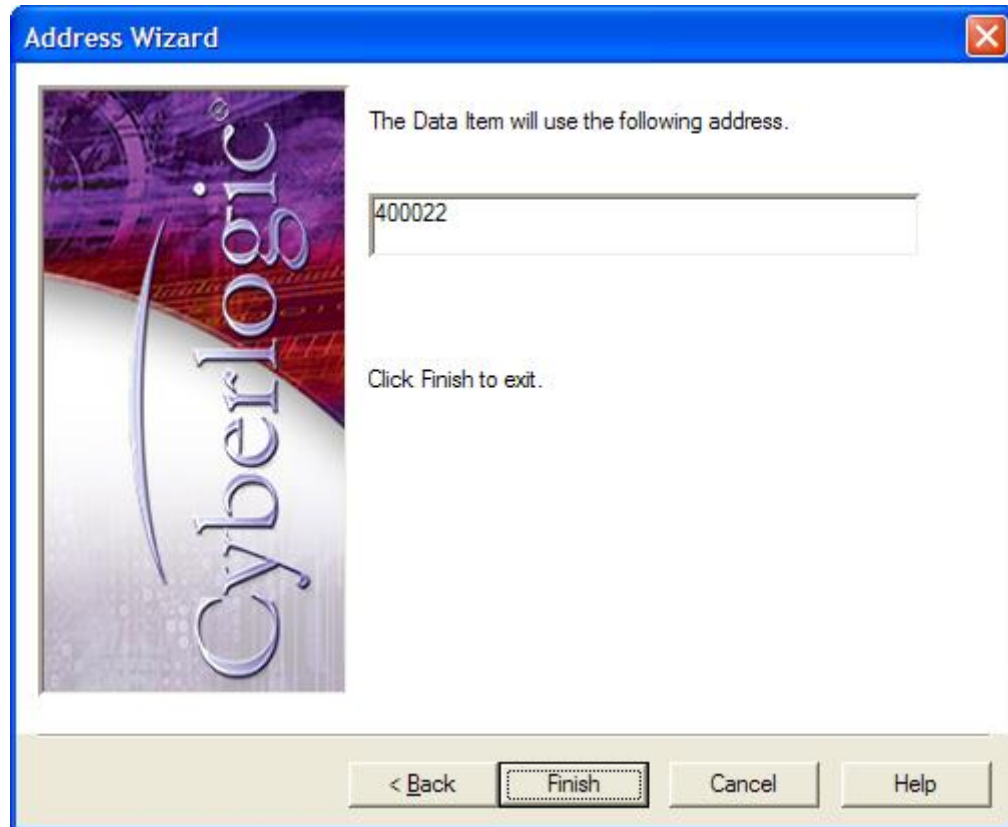 Address Wizard
Cyberlogic®
The Data Item will use the following address.
400022
Click Finish to exit.
< Back
Finish
Cancel
Help